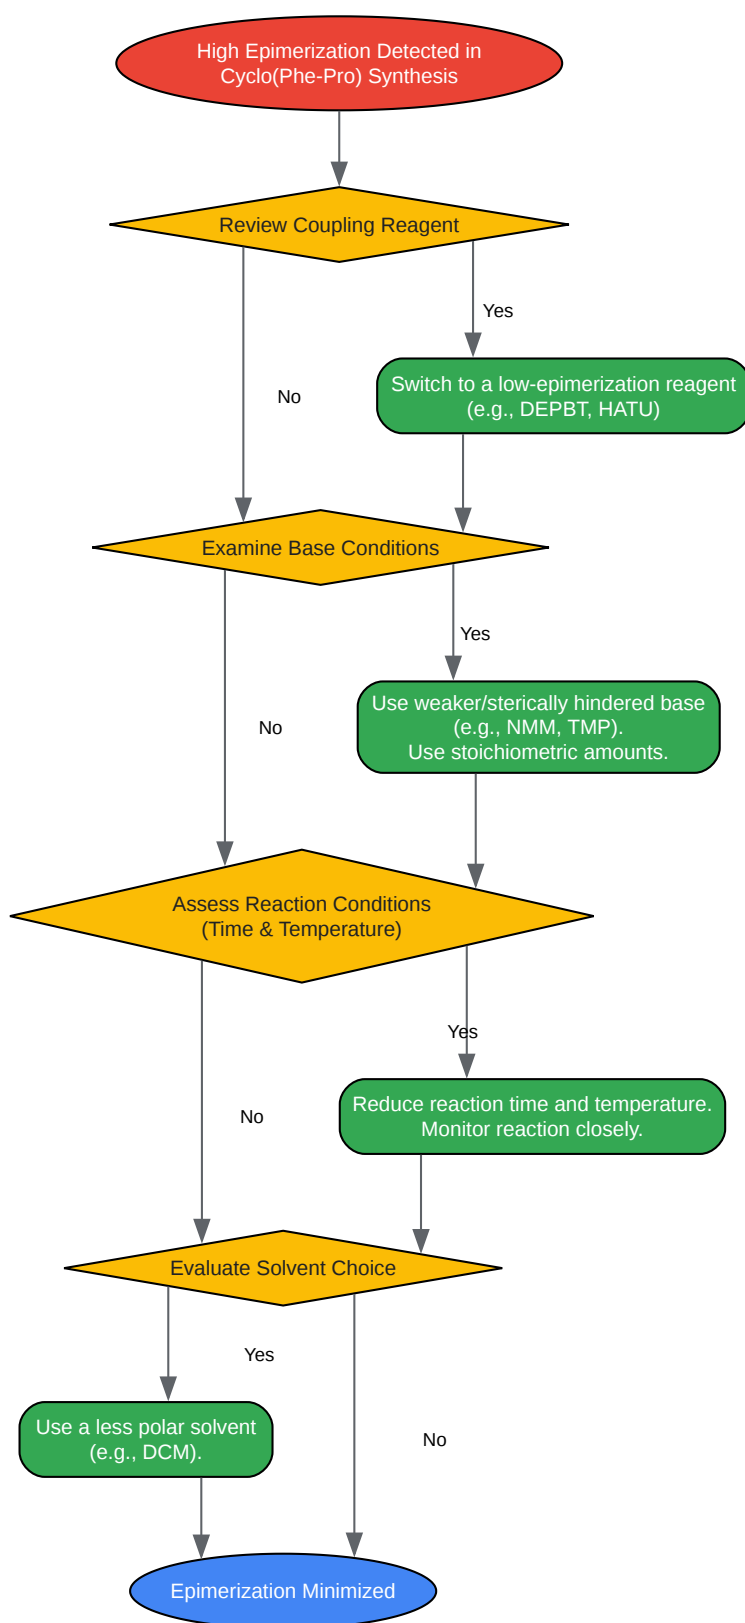 High Epimerization Detected in
Cyclo(Phe-Pro) Synthesis
Review Coupling Reagent
Yes
Switch to a low-epimerization reagent
(e.g., DEPBT, HATU)
No
Examine Base Conditions
Yes
Use weaker/sterically hindered base
(e.g., NMM, TMP).
Use stoichiometric amounts.
No
Assess Reaction Conditions
(Time & Temperature)
Yes
Reduce reaction time and temperature.
Monitor reaction closely.
No
Evaluate Solvent Choice
Yes
Use a less polar solvent
(e.g., DCM).
No
Epimerization Minimized